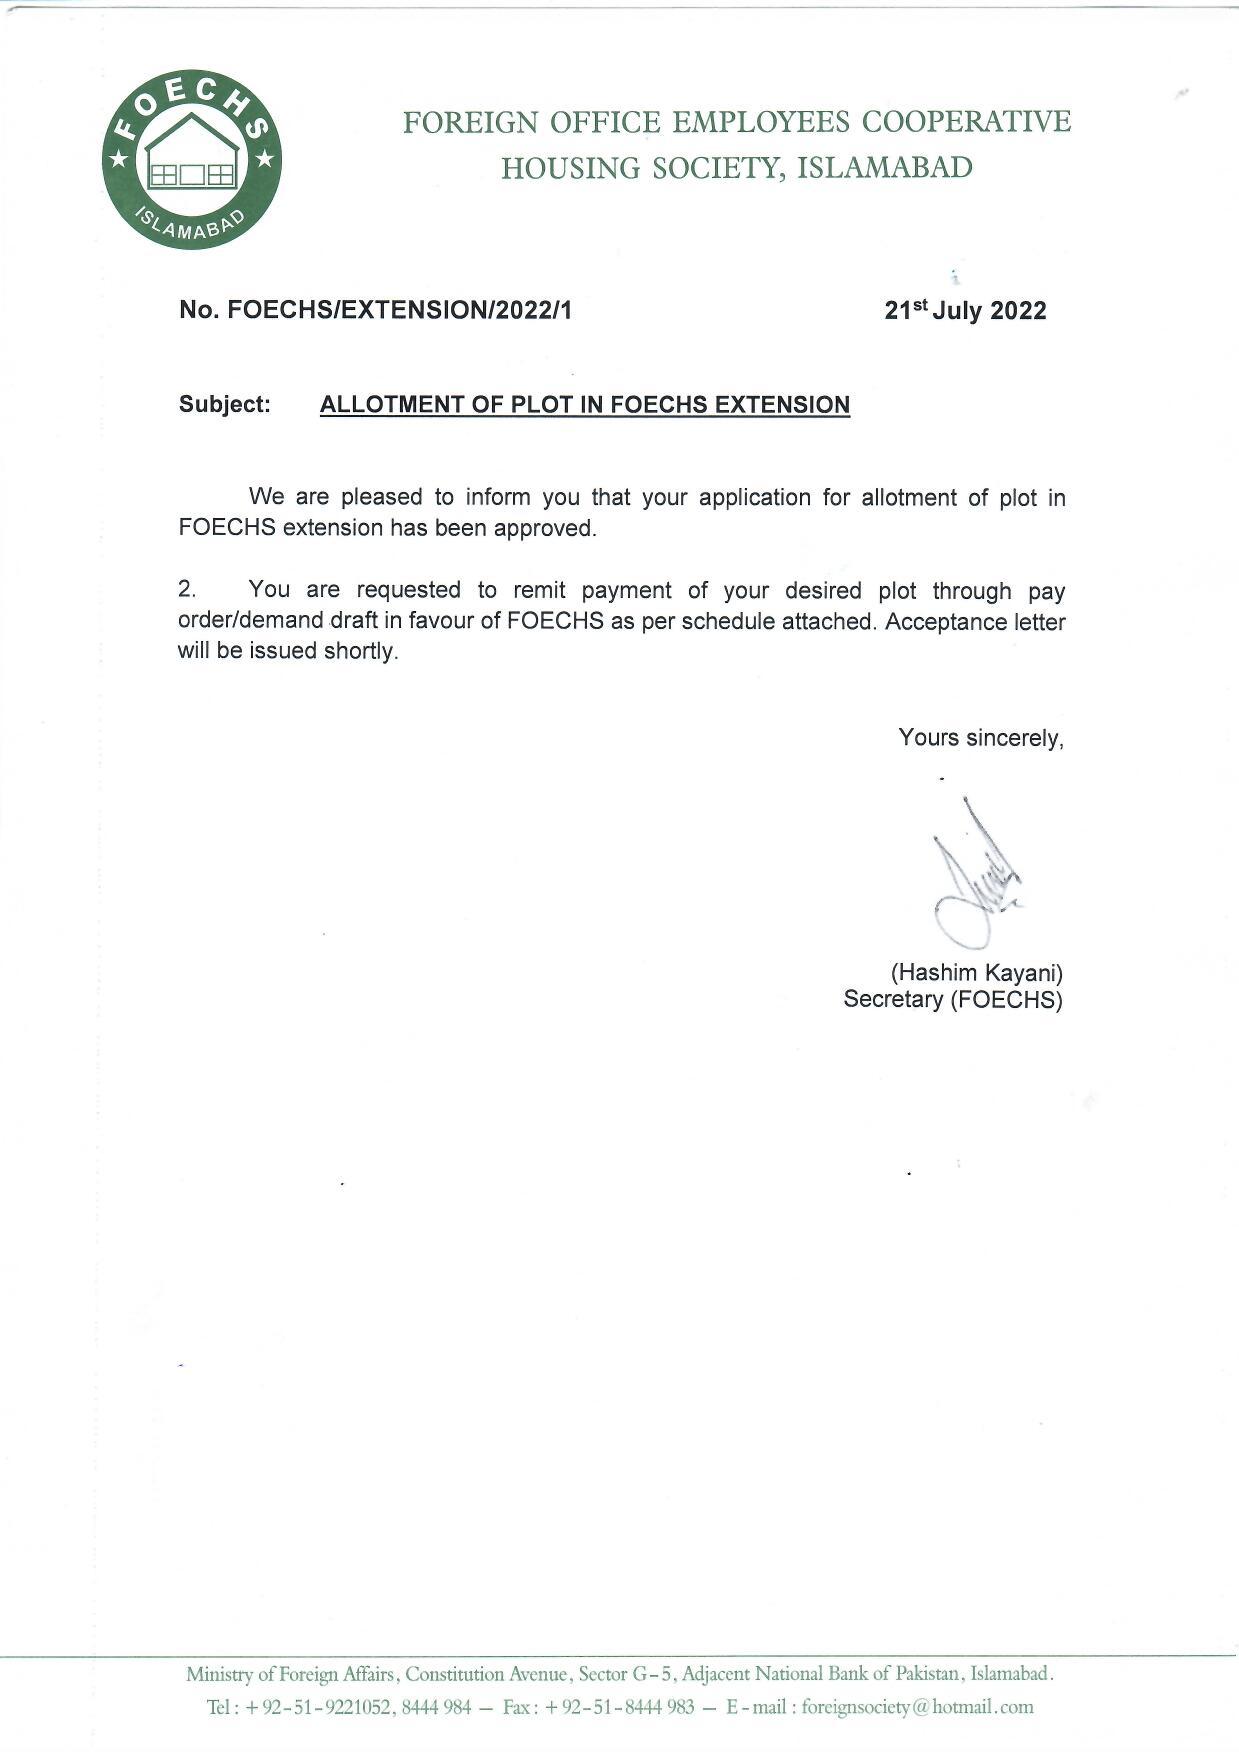 FOECHS
ISLAMABAD
FOREIGN OFFICE EMPLOYEES COOPERATIVE
HOUSING SOCIETY, ISLAMABAD
No. FOECHS/EXTENSION/2022/1 21st July 2022
Subject: ALLOTMENT OF PLOT IN FOECHS EXTENSION
We are pleased to inform you that your application for allotment of plot in
FOECHS extension has been approved.
2. You are requested to remit payment of your desired plot through pay
order/demand draft in favour of FOECHS as per schedule attached. Acceptance letter
will be issued shortly.
Yours sincerely,
(Hashim Kayani)
Secretary (FOECHS)
Ministry of Foreign Affairs, Constitution Avenue, Sector G-5, Adjacent National Bank of Pakistan, Islamabad.
Tel : +92-51-9221052, 8444 984 — Fax : +92-51-8444 983 — E-mail : foreignsociety@hotmail.com